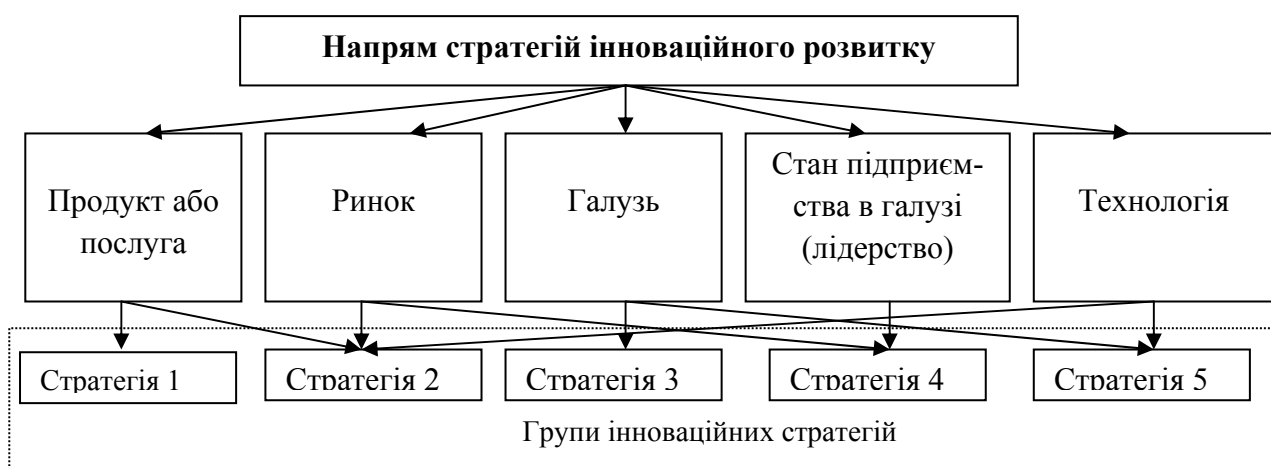 Напрям стратегій інноваційного розвитку
Продукт або
послуга
Ринок
Галузь
Стан підприєм-
ства в галузі
(лідерство)
Технологія
Стратегія 1
Стратегія 2
Стратегія 3
Стратегія 4
Стратегія 5
Групи інноваційних стратегій